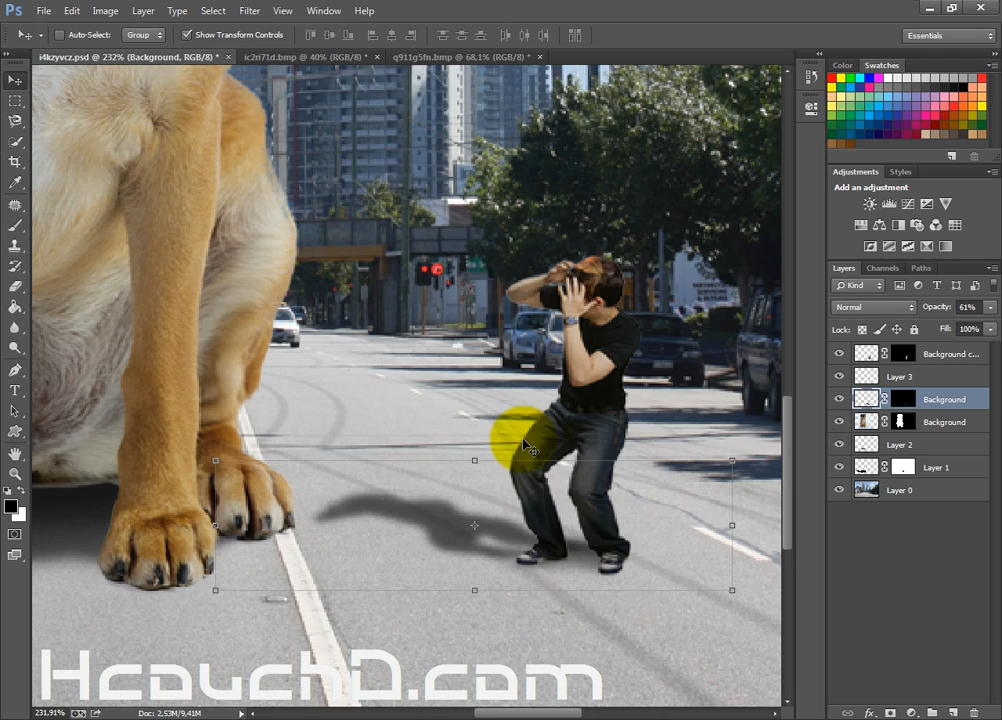 Ps File Edit Image Layer Type Select Filter View Window Help
Auto-Select: Group Show Transform Controls Essentials
i4kzyvcz.psd @ 232% (Background, RGB/8) * × ic2ri71d.bmp @ 40% (RGB/8) * × q911g5fn.bmp @ 68,1% (RGB/8) * ×
Color Swatches
Adjustments Styles
Add an adjustment
Layers Channels Paths
Kind
Normal Opacity: 61%
Lock: Fill: 100%
Background c...
Layer 3
Background
Background
Layer 2
Layer 1
Layer 0
HcouchD.com
231,91% Doc: 2,53M/9,41M